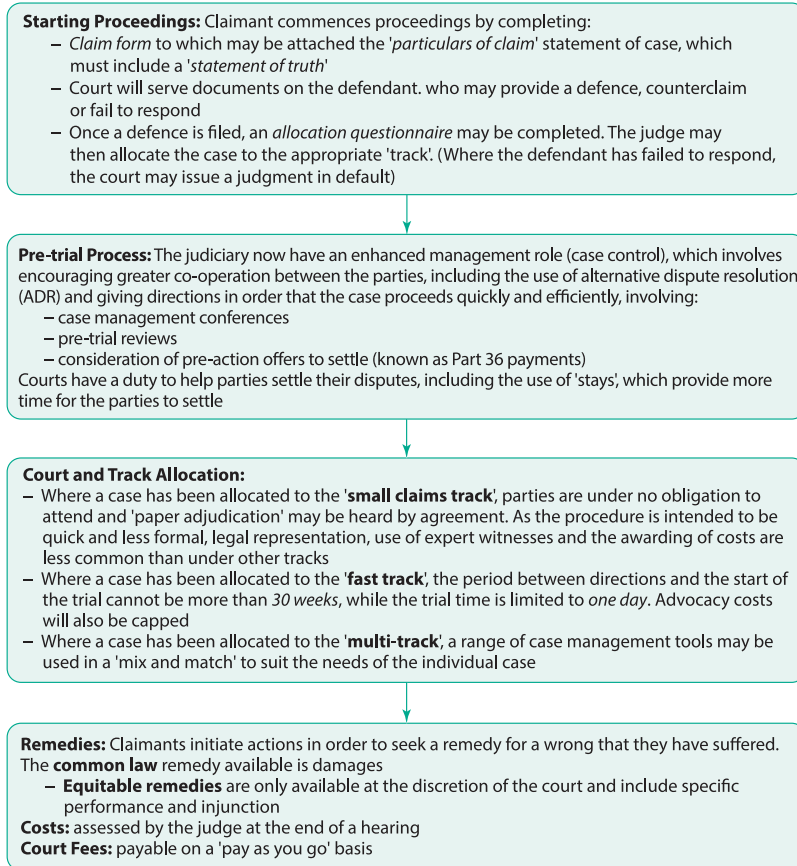 Starting Proceedings: Claimant commences proceedings by completing:
– Claim form to which may be attached the 'particulars of claim' statement of case, which
must include a 'statement of truth'
– Court will serve documents on the defendant. who may provide a defence, counterclaim
or fail to respond
– Once a defence is filed, an allocation questionnaire may be completed. The judge may
then allocate the case to the appropriate 'track'. (Where the defendant has failed to respond,
the court may issue a judgment in default)
Pre-trial Process: The judiciary now have an enhanced management role (case control), which involves
encouraging greater co-operation between the parties, including the use of alternative dispute resolution
(ADR) and giving directions in order that the case proceeds quickly and efficiently, involving:
– case management conferences
– pre-trial reviews
– consideration of pre-action offers to settle (known as Part 36 payments)
Courts have a duty to help parties settle their disputes, including the use of 'stays', which provide more
time for the parties to settle
Court and Track Allocation:
– Where a case has been allocated to the 'small claims track', parties are under no obligation to
attend and 'paper adjudication' may be heard by agreement. As the procedure is intended to be
quick and less formal, legal representation, use of expert witnesses and the awarding of costs are
less common than under other tracks
– Where a case has been allocated to the 'fast track', the period between directions and the start of
the trial cannot be more than 30 weeks, while the trial time is limited to one day. Advocacy costs
will also be capped
– Where a case has been allocated to the 'multi-track', a range of case management tools may be
used in a 'mix and match' to suit the needs of the individual case
Remedies: Claimants initiate actions in order to seek a remedy for a wrong that they have suffered.
The common law remedy available is damages
– Equitable remedies are only available at the discretion of the court and include specific
performance and injunction
Costs: assessed by the judge at the end of a hearing
Court Fees: payable on a 'pay as you go' basis